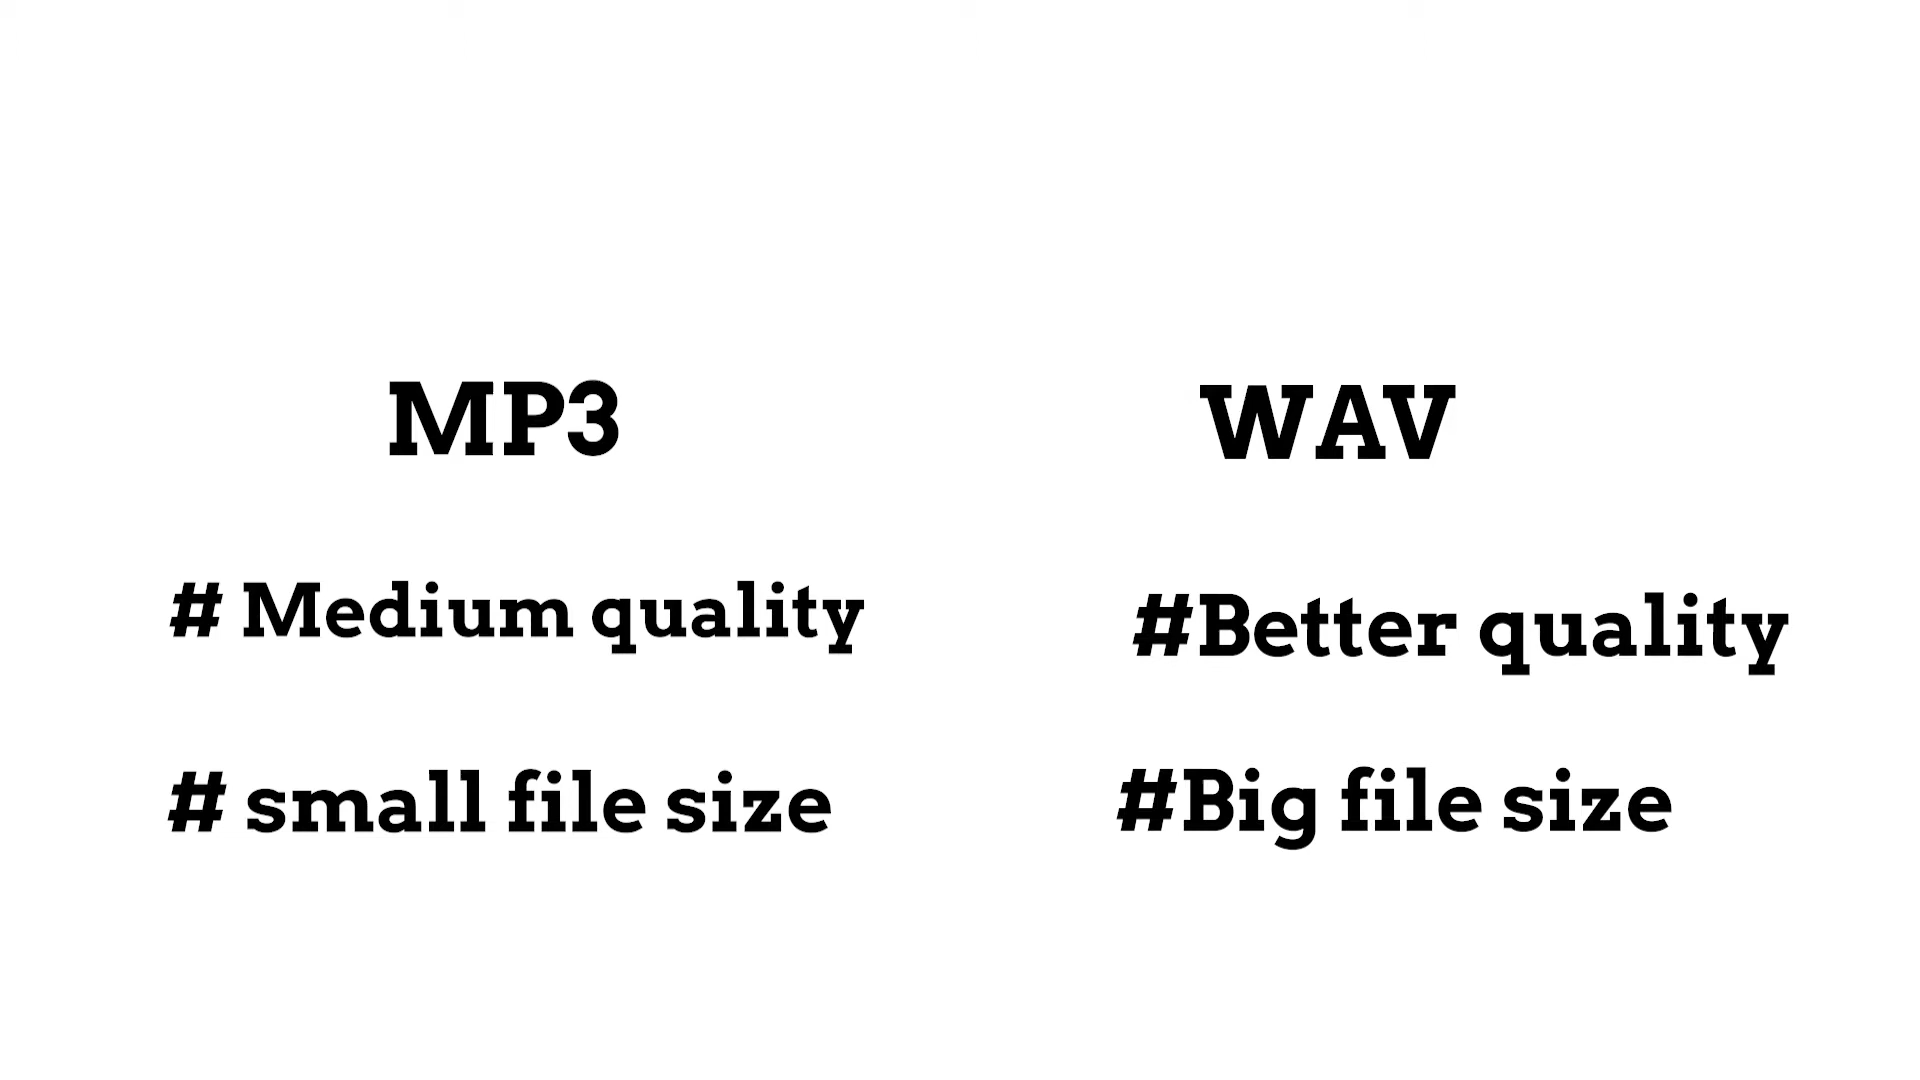 MP3
# Medium quality
# small file size
WAV
#Better quality
#Big file size